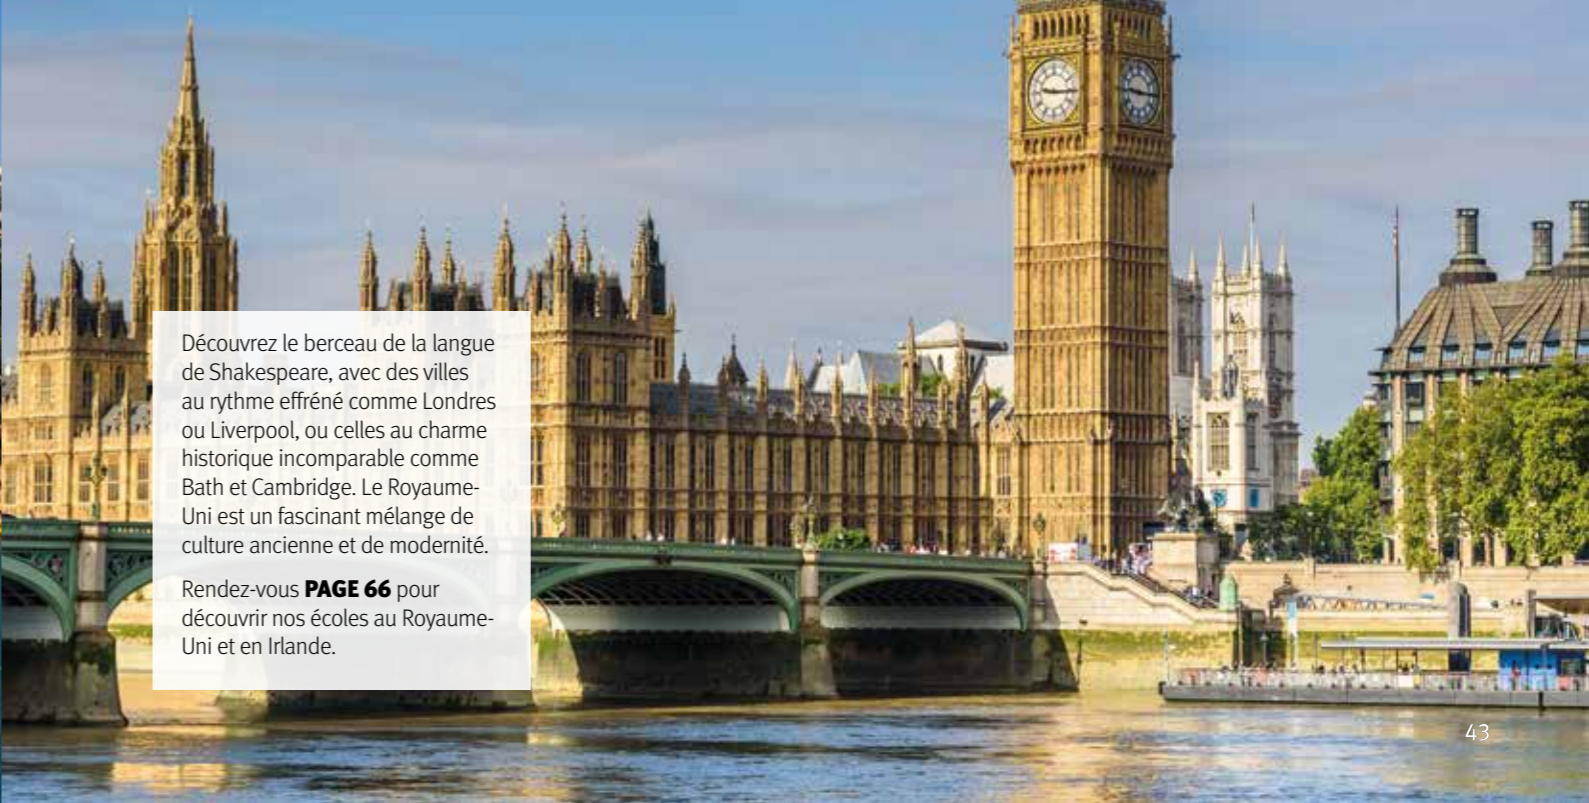 Découvrez le berceau de la langue
de Shakespeare, avec des villes
au rythme effréné comme Londres
ou Liverpool, ou celles au charme
historique incomparable comme
Bath et Cambridge. Le Royaume-
Uni est un fascinant mélange de
culture ancienne et de modernité.
Rendez-vous PAGE 66 pour
découvrir nos écoles au Royaume-
Uni et en Irlande.
43